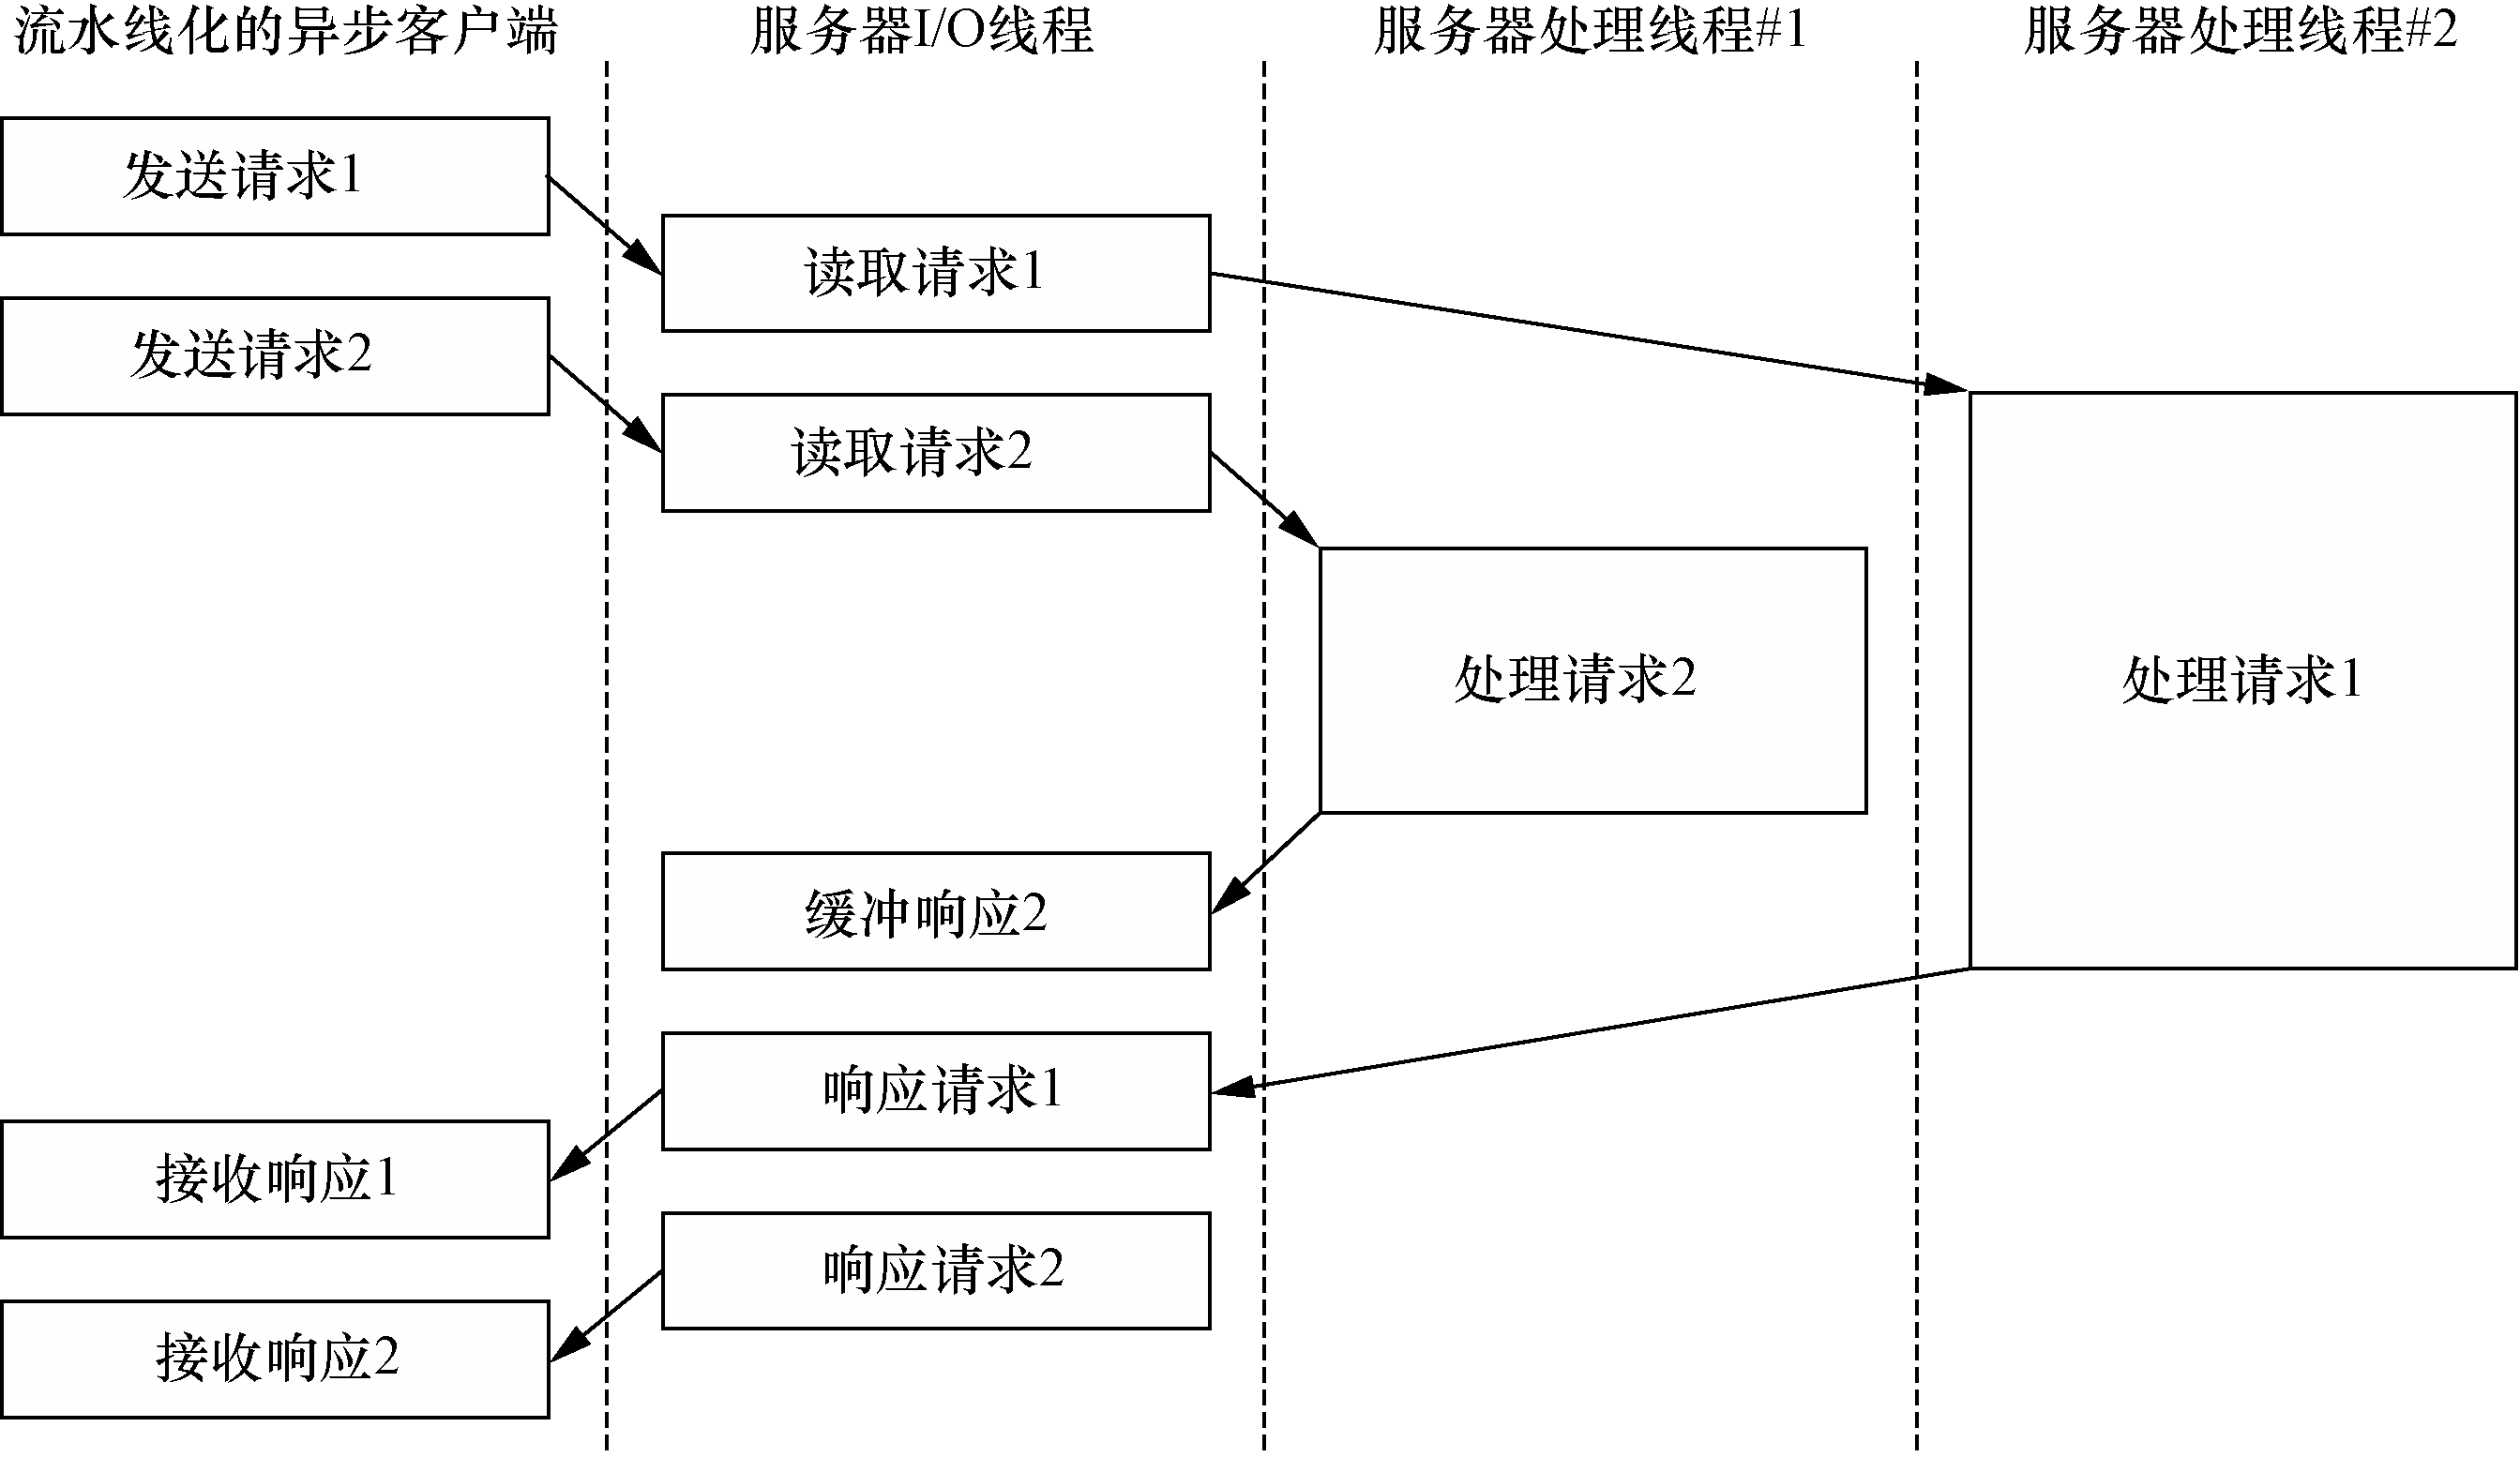 流水线化的异步客户端
服务器I/O线程
服务器处理线程#1
服务器处理线程#2
发送请求1
读取请求1
发送请求2
读取请求2
处理请求2
处理请求1
缓冲响应2
响应请求1
接收响应1
响应请求2
接收响应2